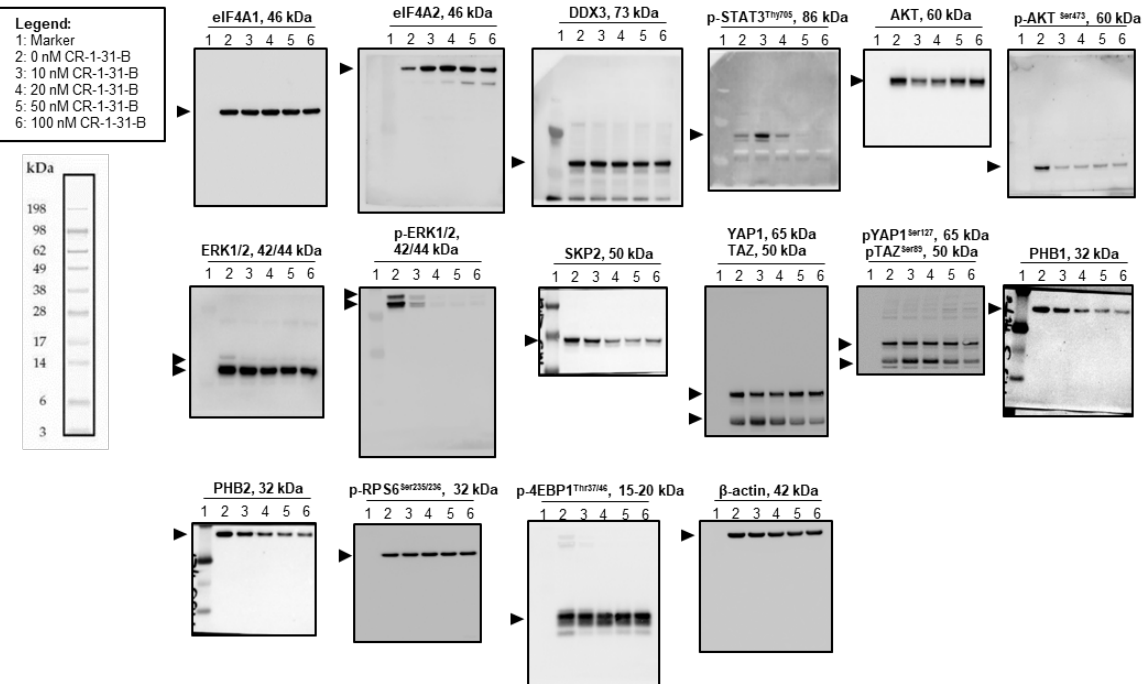 Legend:
1: Marker
2: 0 nM CR-1-31-B
3: 10 nM CR-1-31-B
4: 20 nM CR-1-31-B
5: 50 nM CR-1-31-B
6: 100 nM CR-1-31-B
kDa
198
98
62
49
38
28
17
14
6
3
eIF4A1, 46 kDa
1 2 3 4 5 6
eIF4A2, 46 kDa
1 2 3 4 5 6
DDX3, 73 kDa
1 2 3 4 5 6
p-STAT3Thy705, 86 kDa
1 2 3 4 5 6
AKT, 60 kDa
1 2 3 4 5 6
p-AKT Ser473, 60 kDa
1 2 3 4 5 6
ERK1/2, 42/44 kDa
1 2 3 4 5 6
p-ERK1/2,
42/44 kDa
1 2 3 4 5 6
SKP2, 50 kDa
1 2 3 4 5 6
YAP1, 65 kDa
TAZ, 50 kDa
1 2 3 4 5 6
pYAP1Ser127, 65 kDa
pTAZSer89, 50 kDa
1 2 3 4 5 6
PHB1, 32 kDa
1 2 3 4 5 6
PHB2, 32 kDa
1 2 3 4 5 6
p-RPS6Ser235/236, 32 kDa
1 2 3 4 5 6
p-4EBP1Thr37/46, 15-20 kDa
1 2 3 4 5 6
β-actin, 42 kDa
1 2 3 4 5 6